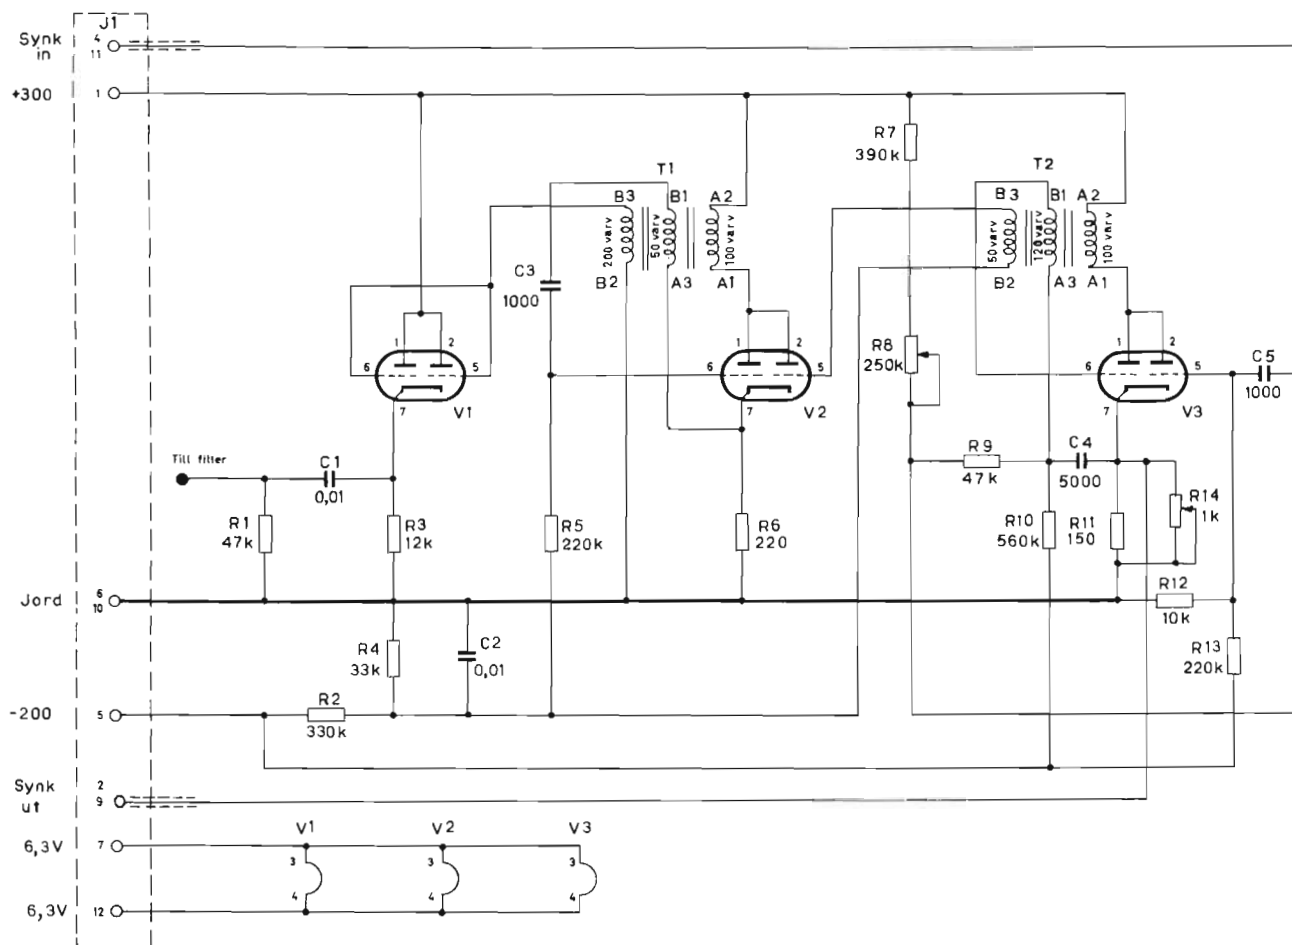 J1
Synk
in
4
11
+300
1
R7
390k
T1
T2
B3
B1
A2
200 varv
50 varv
100 varv
B2
A3
A1
B3
B1
A2
50 varv
120 varv
100 varv
B2
A3
A1
C3
1000
1
2
6
5
7
V1
1
2
6
5
7
V2
R8
250k
1
2
6
5
7
V3
C5
1000
Till filter
C1
0,01
R9
47k
C4
5000
R14
1k
R1
47k
R3
12k
R5
220k
R6
220
R10
560k
R11
150
Jord
6
10
R12
10k
R4
33k
C2
0,01
R13
220k
-200
5
R2
330k
Synk
ut
2
9
V1
V2
V3
6,3V
7
3
3
3
4
4
4
6,3V
12